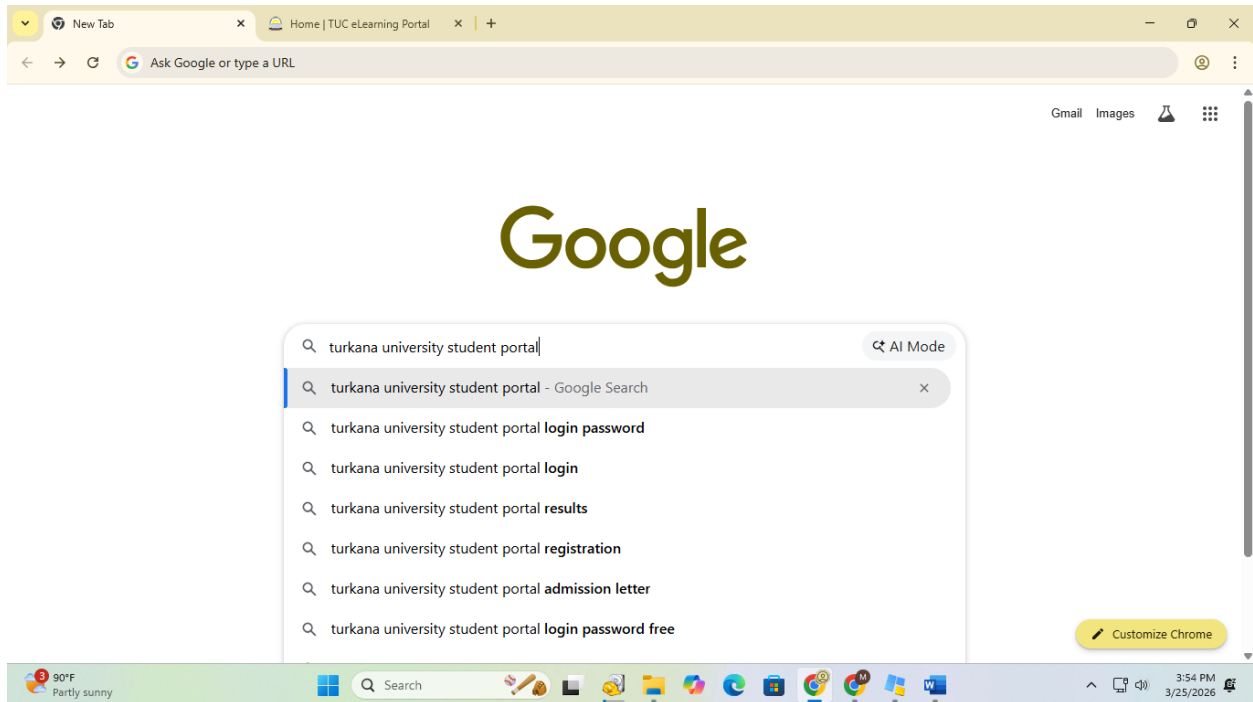 New Tab
Home | TUC eLearning Portal
Ask Google or type a URL
Gmail Images
Google
turkana university student portal
AI Mode
turkana university student portal - Google Search
turkana university student portal login password
turkana university student portal login
turkana university student portal results
turkana university student portal registration
turkana university student portal admission letter
turkana university student portal login password free
Customize Chrome
3
90°F
Partly sunny
Search
M
3:54 PM
3/25/2026